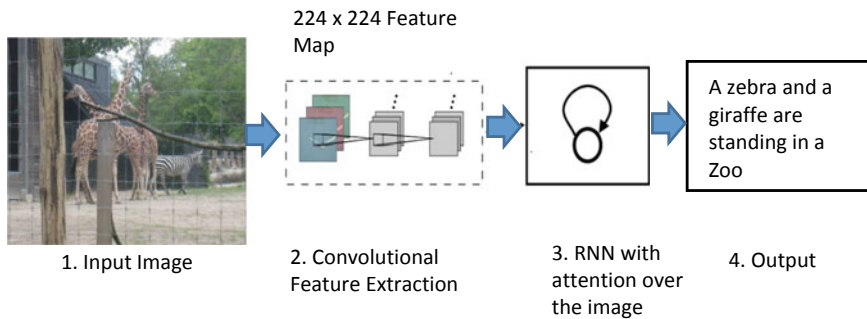 224 x 224 Feature
Map
A zebra and a
giraffe are
standing in a
Zoo
1. Input Image
2. Convolutional
Feature Extraction
3. RNN with
attention over
the image
4. Output